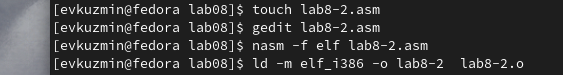 [evkuzmin@fedora lab08]$ touch lab8-2.asm
[evkuzmin@fedora lab08]$ gedit lab8-2.asm
[evkuzmin@fedora lab08]$ nasm -f elf lab8-2.asm
[evkuzmin@fedora lab08]$ ld -m elf_i386 -o lab8-2  lab8-2.o